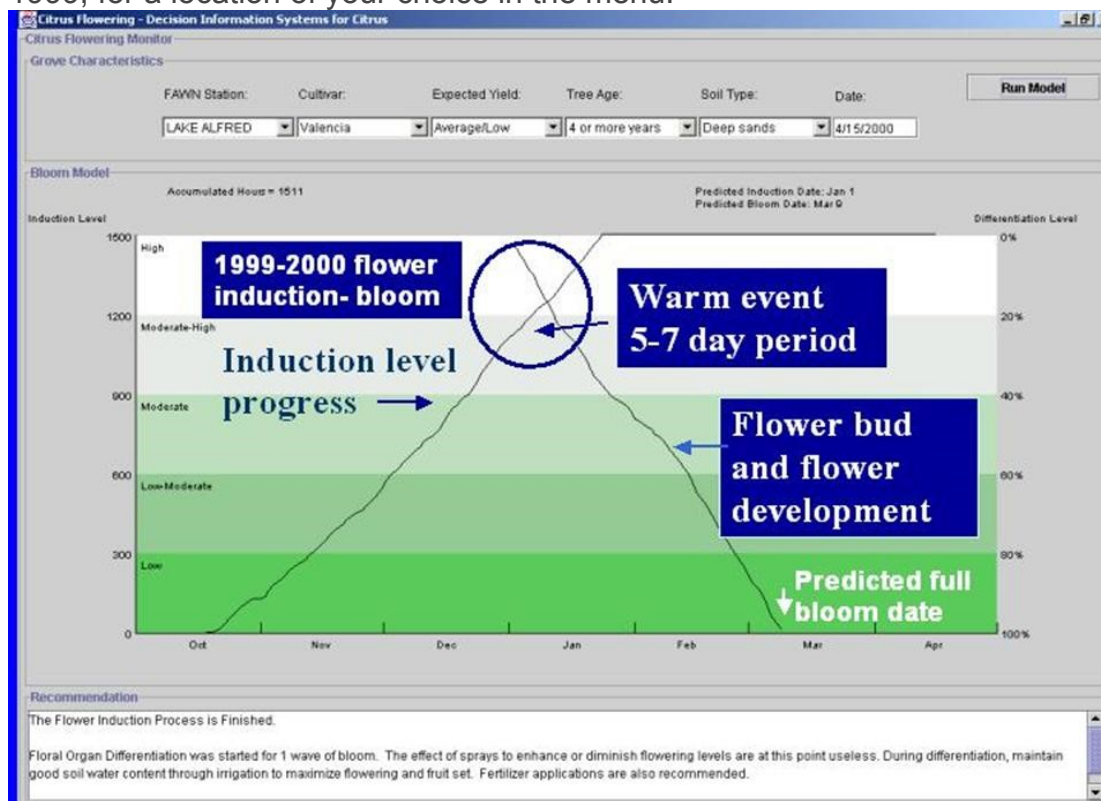 1999, for a location of your choice in the menu.
Citrus Flowering - Decision Information Systems for Citrus
Citrus Flowering Monitor
Grove Characteristics
FAWN Station: Cultivar: Expected Yield: Tree Age: Soil Type: Date:
Run Model
LAKE ALFRED Valencia Average/Low 4 or more years Deep sands 4/15/2000
Bloom Model
Accumulated Hours = 1511
Predicted Induction Date: Jan 1
Predicted Bloom Date: Mar 9
Induction Level
Differentiation Level
1500 High 0%
1999-2000 flower
induction- bloom
Warm event
5-7 day period
1200 Moderate-High 20%
Induction level
progress
900 Moderate 40%
Flower bud
and flower
development
600 Low-Moderate 60%
300 Low 80%
Predicted full
bloom date
0 100%
Oct Nov Dec Jan Feb Mar Apr
Recommendation
The Flower Induction Process is Finished.
Floral Organ Differentiation was started for 1 wave of bloom. The effect of sprays to enhance or diminish flowering levels are at this point useless. During differentiation, maintain
good soil water content through irrigation to maximize flowering and fruit set. Fertilizer applications are also recommended.